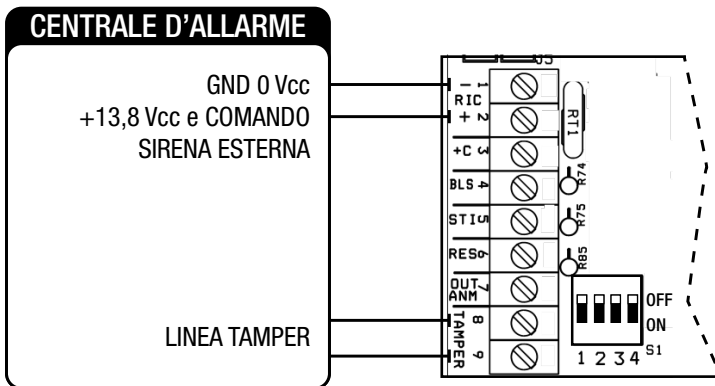 CENTRALE D'ALLARME
GND 0 Vcc
+13,8 Vcc e COMANDO
SIRENA ESTERNA
LINEA TAMPER
J5
- 1
RIC
+ 2
+C 3
BLS 4
STI 5
RES 6
OUT 7
ANM
TAMPER
8
9
RT1
R74
R75
R85
OFF
ON
S1
1 2 3 4